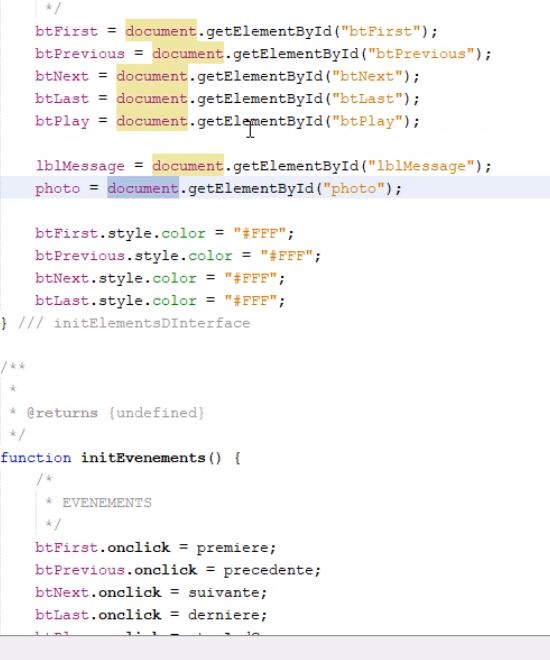 */
btFirst = document.getElementById("btFirst");
btPrevious = document.getElementById("btPrevious");
btNext = document.getElementById("btNext");
btLast = document.getElementById("btLast");
btPlay = document.getElementById("btPlay");
lblMessage = document.getElementById("lblMessage");
photo = document.getElementById("photo");
btFirst.style.color = "#FFF";
btPrevious.style.color = "#FFF";
btNext.style.color = "#FFF";
btLast.style.color = "#FFF";
} /// initElementsDInterface
/**
*
* @returns {undefined}
*/
function initEvenements() {
/*
* EVENEMENTS
*/
btFirst.onclick = premiere;
btPrevious.onclick = precedente;
btNext.onclick = suivante;
btLast.onclick = derniere;